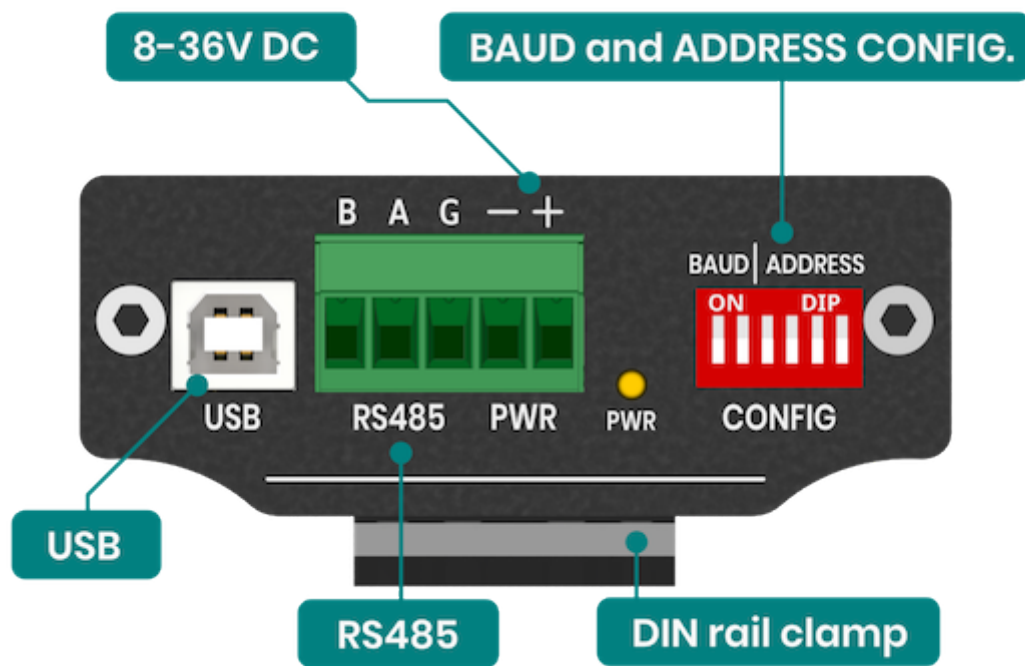 8-36V DC
BAUD and ADDRESS CONFIG.
B A G − +
BAUD | ADDRESS
ON DIP
USB
RS485
PWR
PWR
CONFIG
USB
RS485
DIN rail clamp